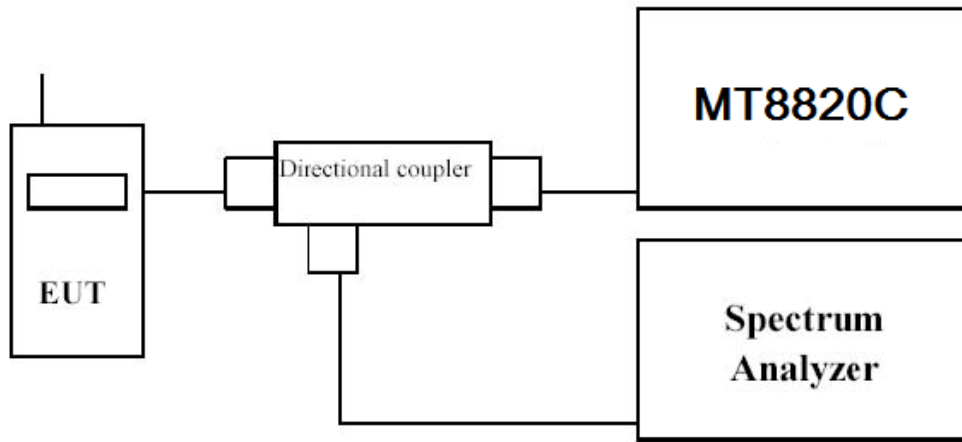 MT8820C
Directional coupler
EUT
Spectrum
Analyzer